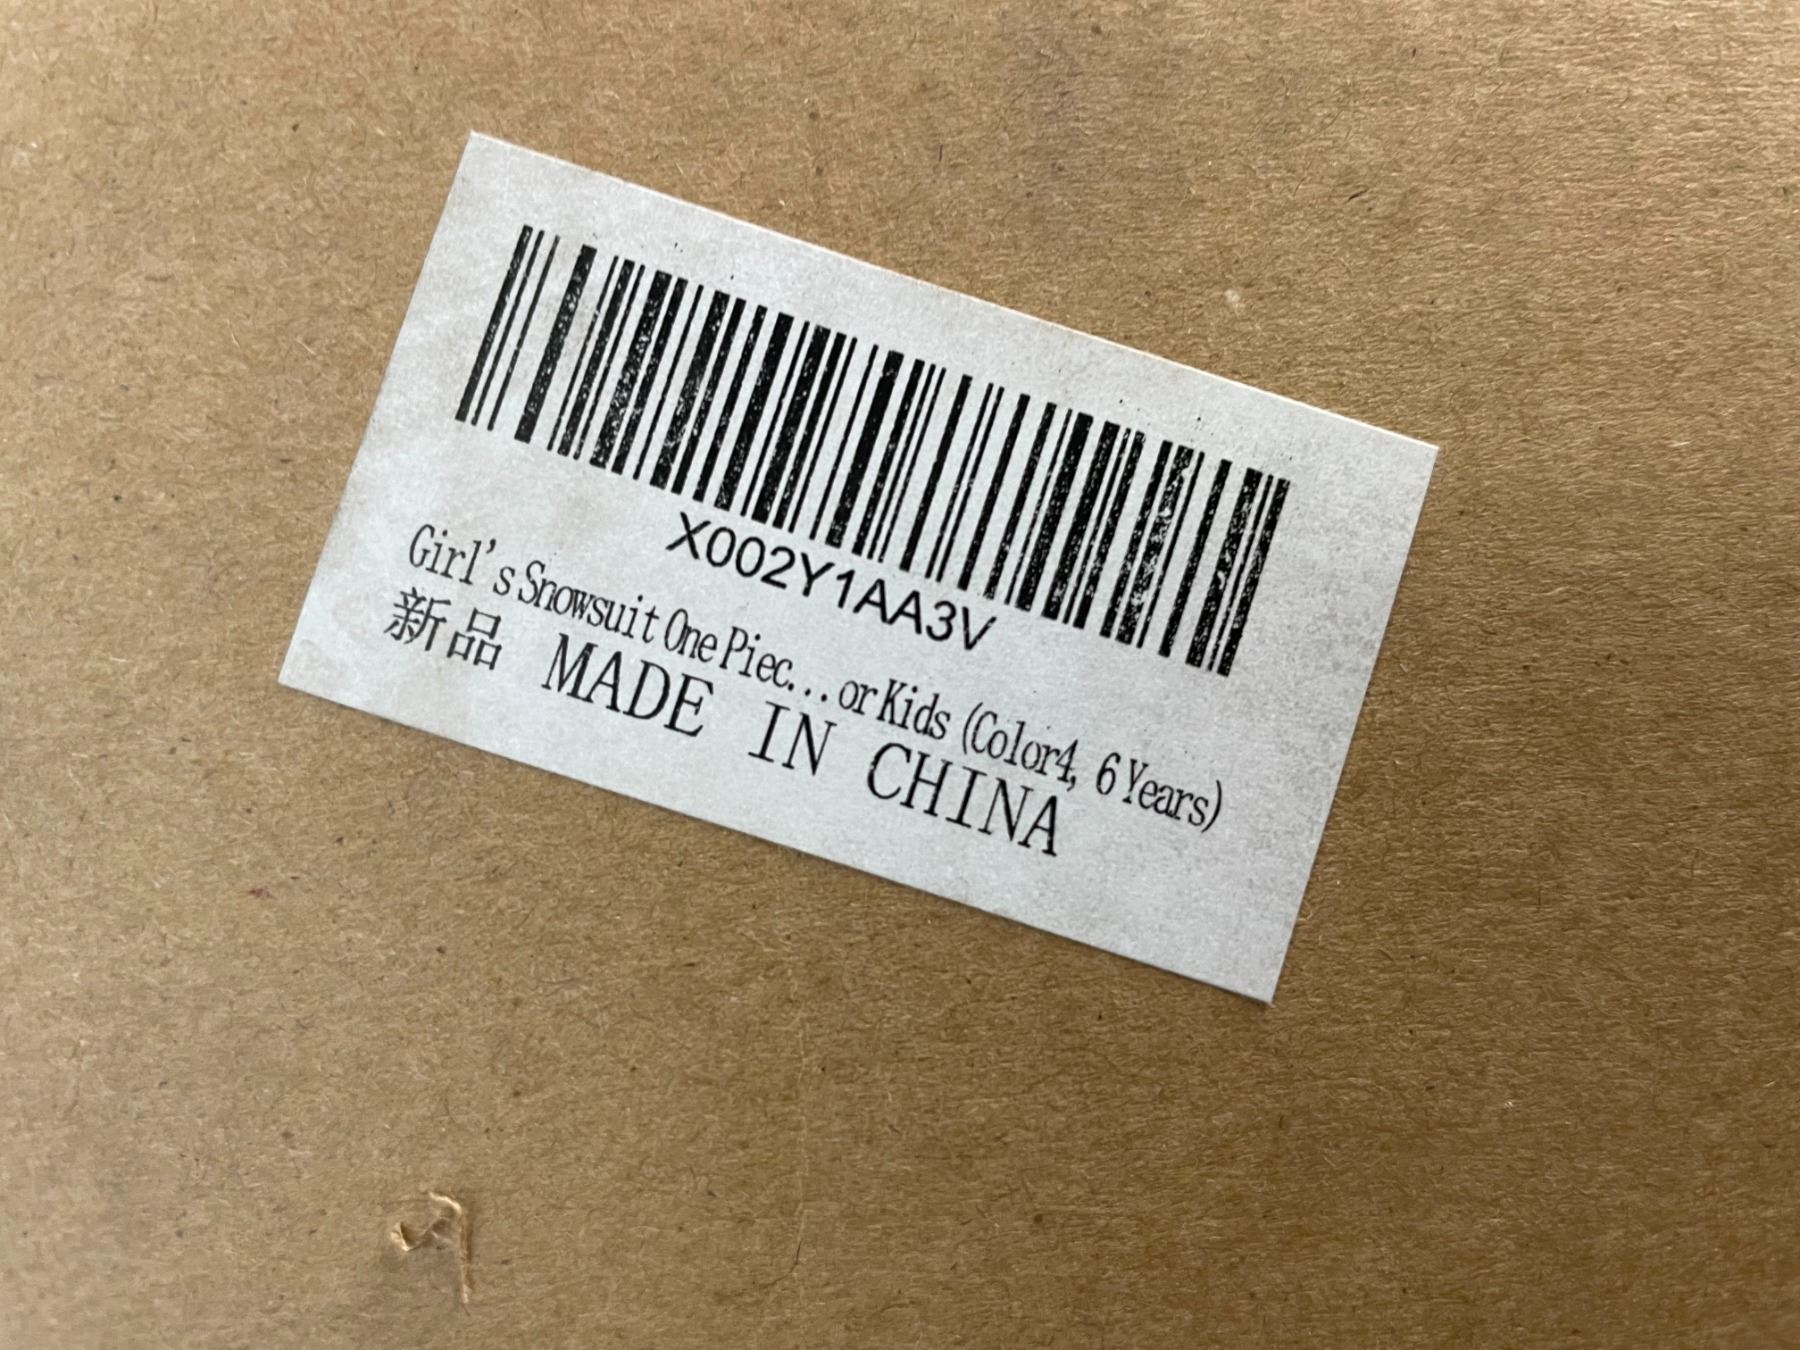 X002Y1AA3V
Girl's Snowsuit One Piec...or Kids (Color4, 6 Years)
新品 MADE IN CHINA